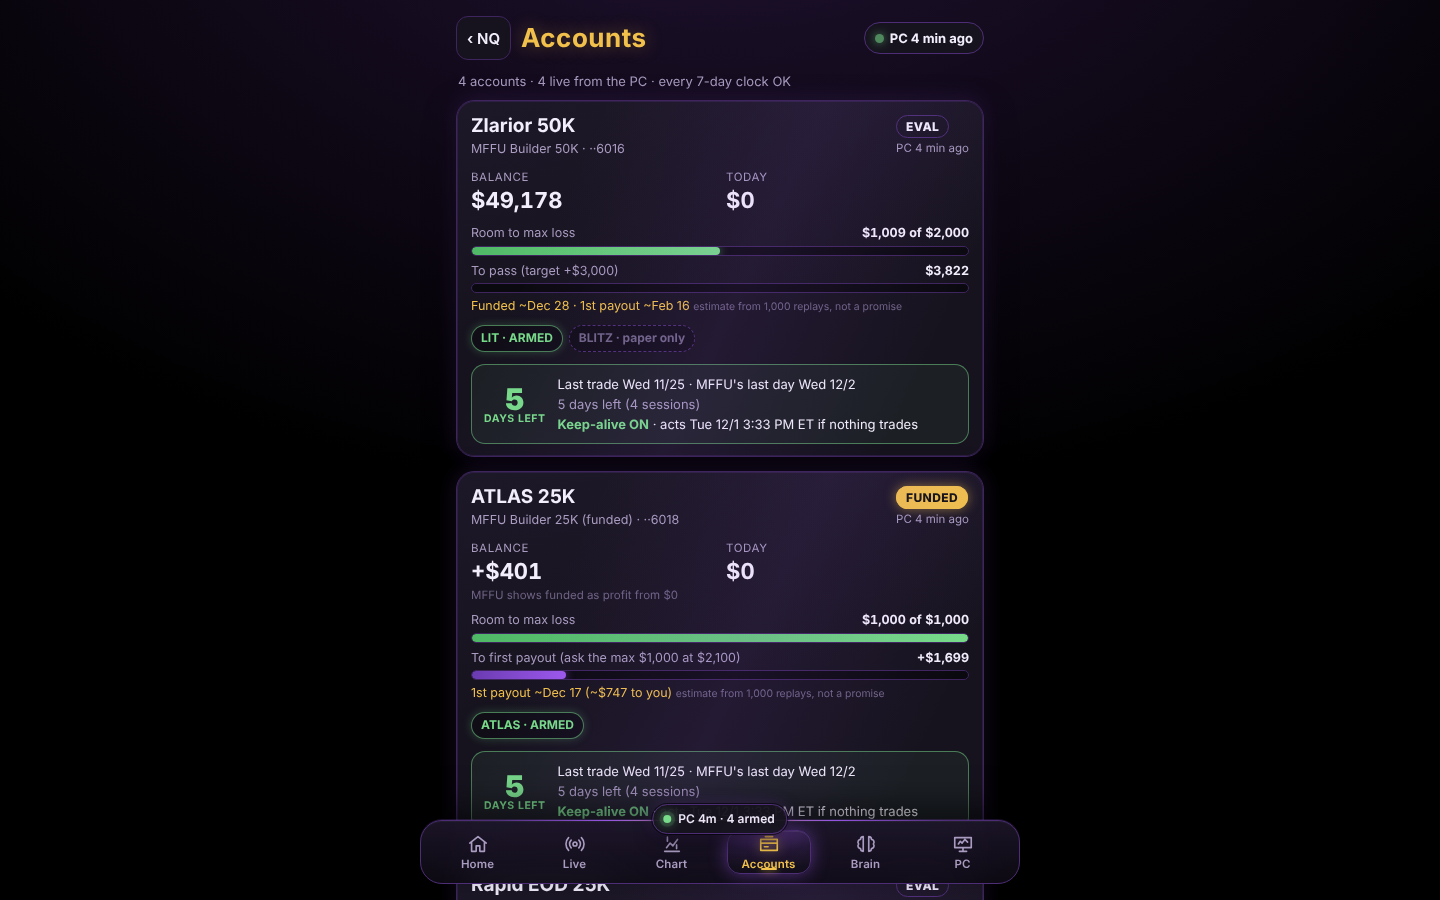 ‹ NQ
Accounts
PC 4 min ago
4 accounts · 4 live from the PC · every 7-day clock OK
Zlarior 50K
EVAL
MFFU Builder 50K · ··6016
PC 4 min ago
BALANCE
TODAY
$49,178
$0
Room to max loss
$1,009 of $2,000
To pass (target +$3,000)
$3,822
Funded ~Dec 28 · 1st payout ~Feb 16 estimate from 1,000 replays, not a promise
LIT · ARMED
BLITZ · paper only
5
DAYS LEFT
Last trade Wed 11/25 · MFFU's last day Wed 12/2
5 days left (4 sessions)
Keep-alive ON · acts Tue 12/1 3:33 PM ET if nothing trades
ATLAS 25K
FUNDED
MFFU Builder 25K (funded) · ··6018
PC 4 min ago
BALANCE
TODAY
+$401
$0
MFFU shows funded as profit from $0
Room to max loss
$1,000 of $1,000
To first payout (ask the max $1,000 at $2,100)
+$1,699
1st payout ~Dec 17 (~$747 to you) estimate from 1,000 replays, not a promise
ATLAS · ARMED
5
DAYS LEFT
Last trade Wed 11/25 · MFFU's last day Wed 12/2
5 days left (4 sessions)
Keep-alive ON
M ET if nothing trades
PC 4m · 4 armed
Home
Live
Chart
Accounts
Brain
PC
Rapid EOD 25K
EVAL